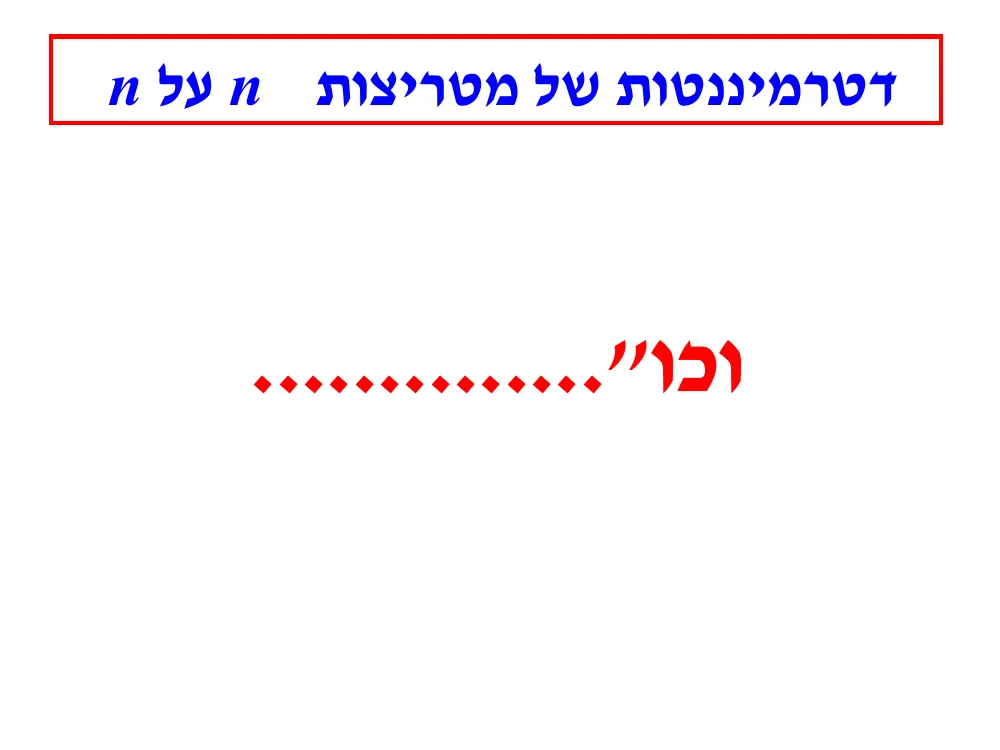 דטרמיננטות של מטריצות n על n
וכו"..............